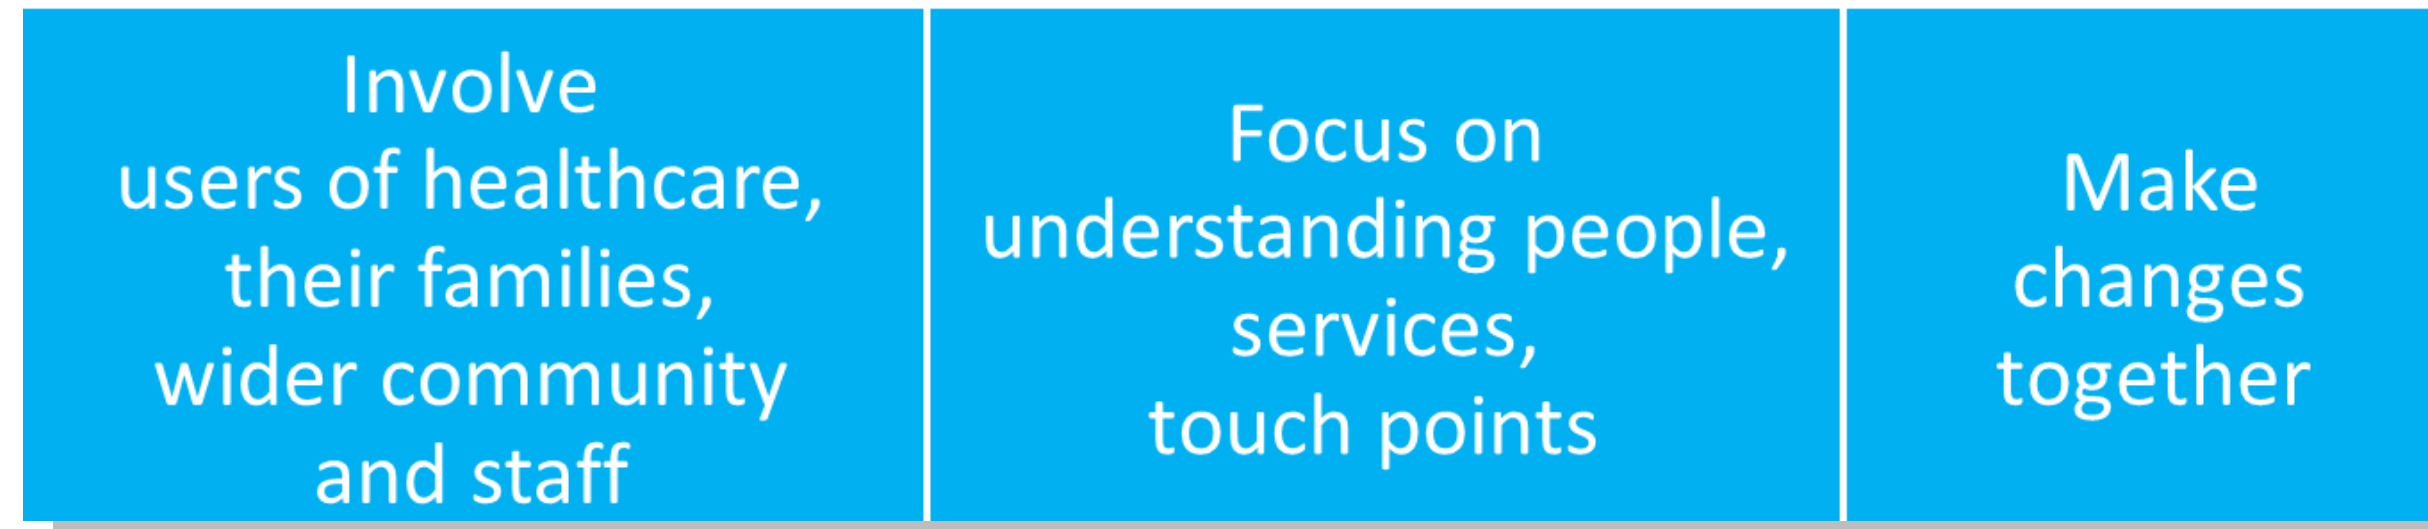 Involve
users of healthcare,
their families,
wider community
and staff
Focus on
understanding people,
services,
touch points
Make
changes
together